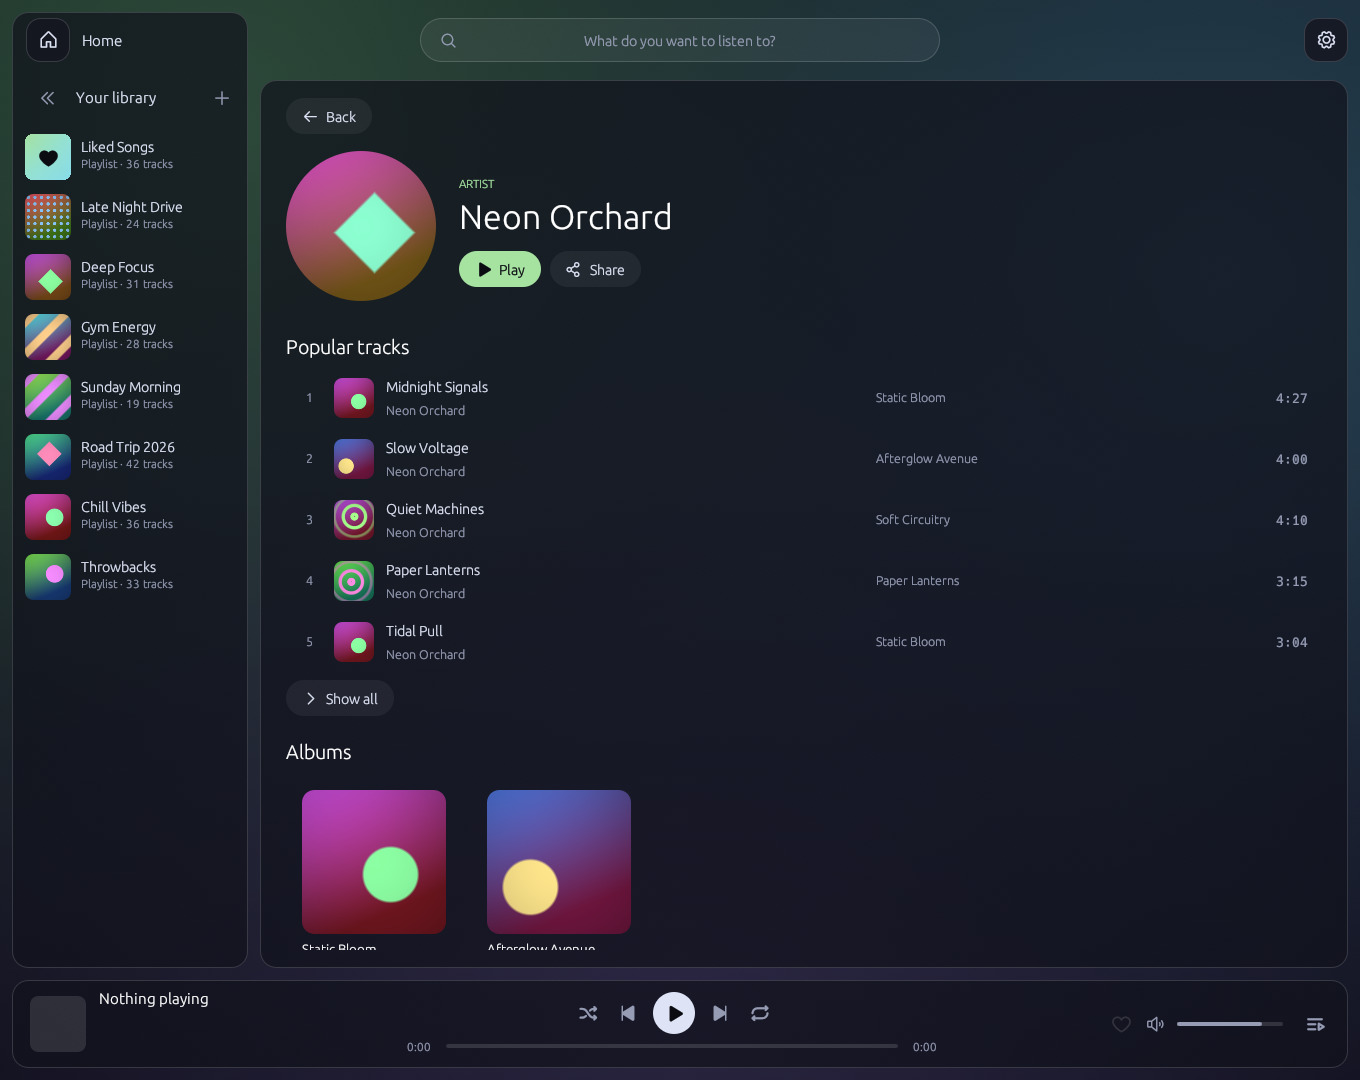 Home
What do you want to listen to?
Your library
Liked Songs
Playlist · 36 tracks
Late Night Drive
Playlist · 24 tracks
Deep Focus
Playlist · 31 tracks
Gym Energy
Playlist · 28 tracks
Sunday Morning
Playlist · 19 tracks
Road Trip 2026
Playlist · 42 tracks
Chill Vibes
Playlist · 36 tracks
Throwbacks
Playlist · 33 tracks
Back
ARTIST
Neon Orchard
Play
Share
Popular tracks
1
Midnight Signals
Neon Orchard
Static Bloom
4:27
2
Slow Voltage
Neon Orchard
Afterglow Avenue
4:00
3
Quiet Machines
Neon Orchard
Soft Circuitry
4:10
4
Paper Lanterns
Neon Orchard
Paper Lanterns
3:15
5
Tidal Pull
Neon Orchard
Static Bloom
3:04
Show all
Albums
Static Bloom
Afterglow Avenue
Nothing playing
0:00
0:00